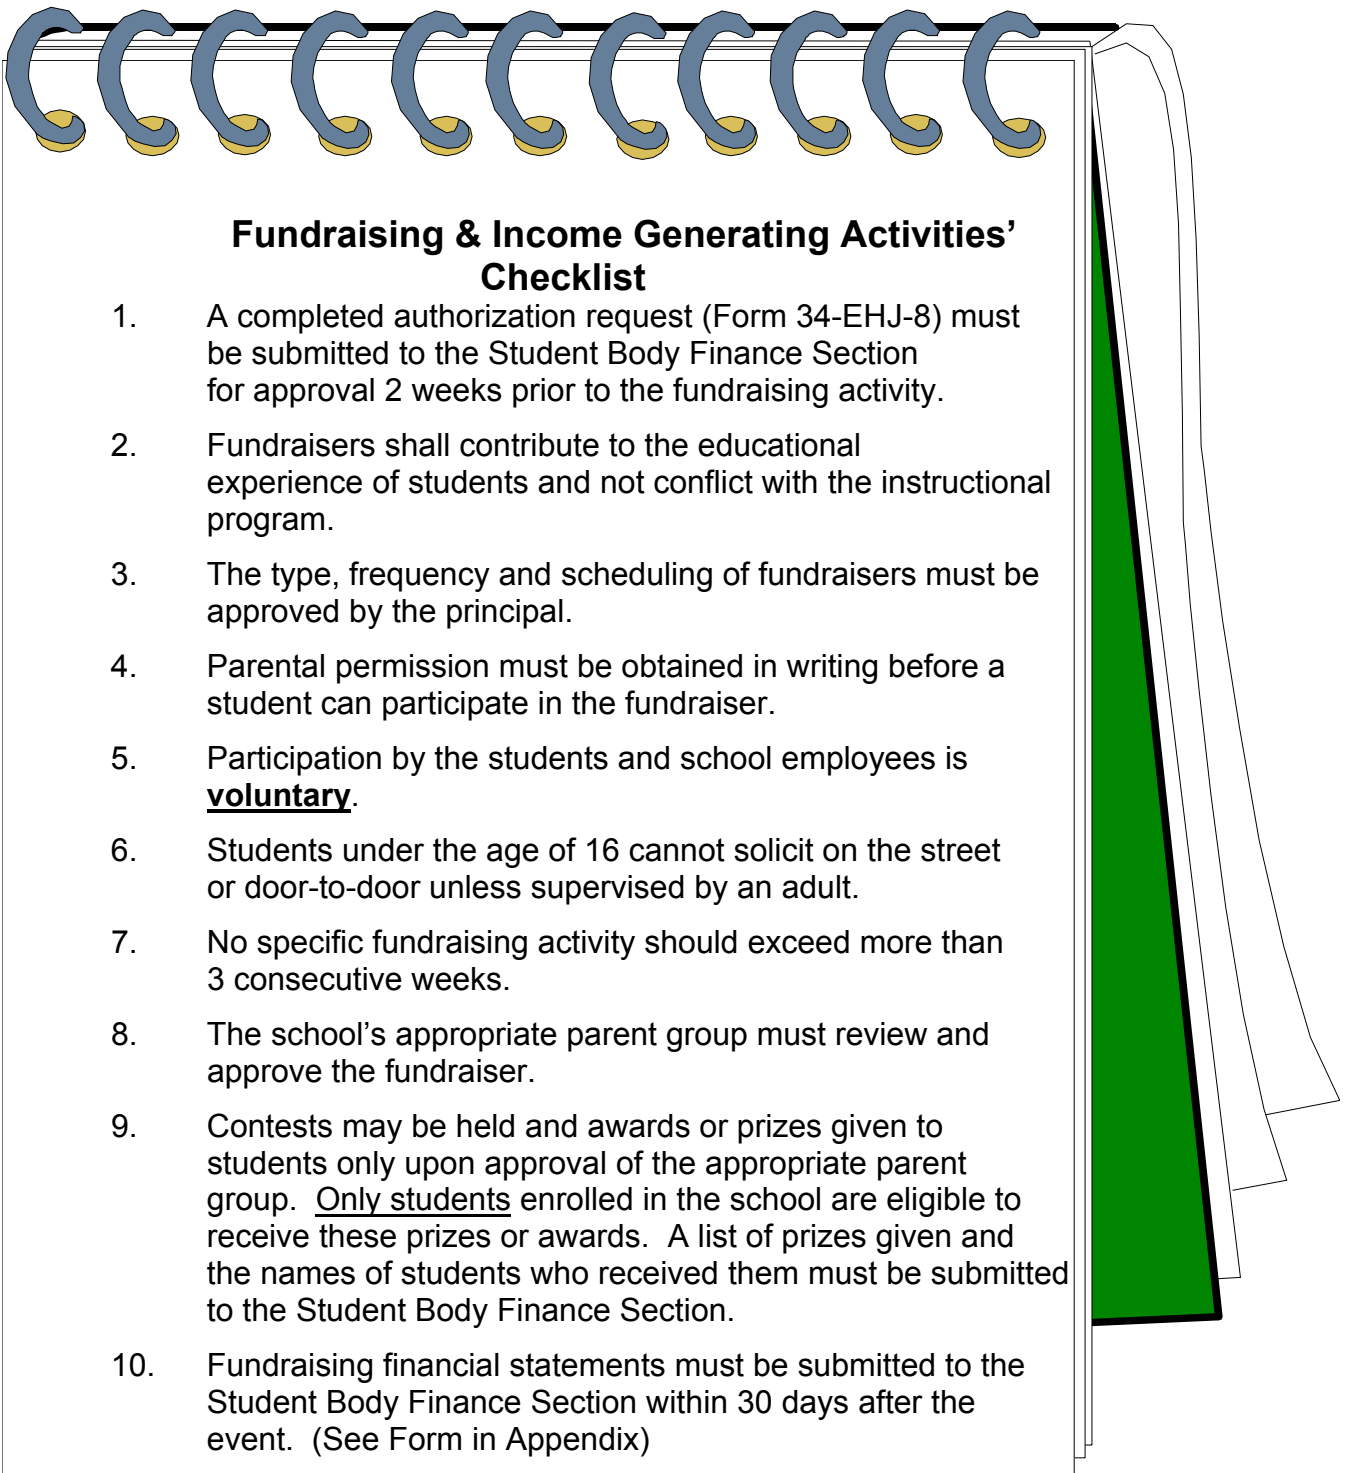 Fundraising & Income Generating Activities’
Checklist
1. A completed authorization request (Form 34-EHJ-8) must
be submitted to the Student Body Finance Section
for approval 2 weeks prior to the fundraising activity.
2. Fundraisers shall contribute to the educational
experience of students and not conflict with the instructional
program.
3. The type, frequency and scheduling of fundraisers must be
approved by the principal.
4. Parental permission must be obtained in writing before a
student can participate in the fundraiser.
5. Participation by the students and school employees is
voluntary.
6. Students under the age of 16 cannot solicit on the street
or door-to-door unless supervised by an adult.
7. No specific fundraising activity should exceed more than
3 consecutive weeks.
8. The school’s appropriate parent group must review and
approve the fundraiser.
9. Contests may be held and awards or prizes given to
students only upon approval of the appropriate parent
group. Only students enrolled in the school are eligible to
receive these prizes or awards. A list of prizes given and
the names of students who received them must be submitted
to the Student Body Finance Section.
10. Fundraising financial statements must be submitted to the
Student Body Finance Section within 30 days after the
event. (See Form in Appendix)